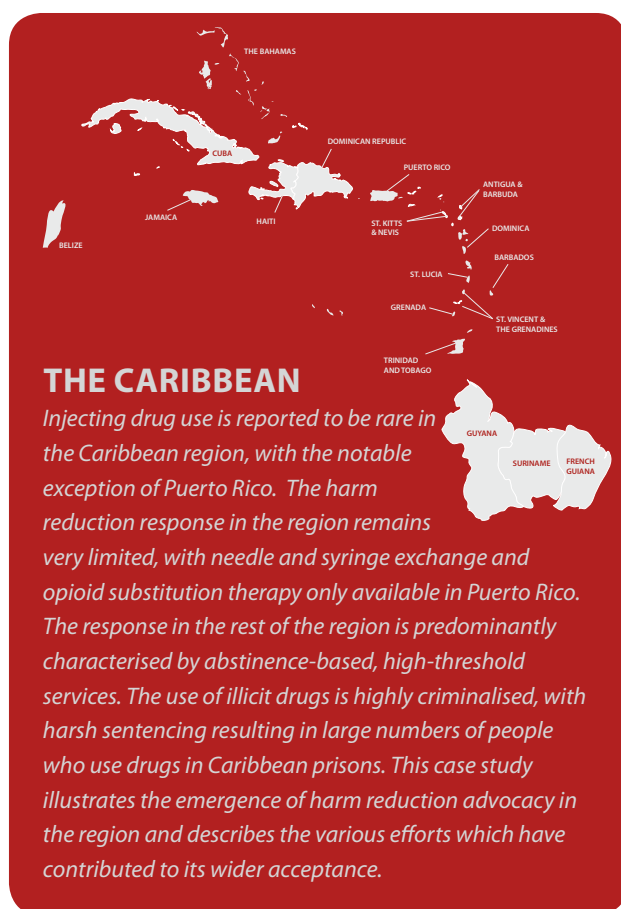 THE BAHAMAS
CUBA
DOMINICAN REPUBLIC
PUERTO RICO
ANTIGUA &
BARBUDA
JAMAICA
HAITI
ST. KITTS
& NEVIS
DOMINICA
BELIZE
BARBADOS
ST. LUCIA
GRENADA
ST. VINCENT &
THE GRENADINES
TRINIDAD
AND TOBAGO
GUYANA
SURINAME
FRENCH
GUIANA
THE CARIBBEAN
Injecting drug use is reported to be rare in
the Caribbean region, with the notable
exception of Puerto Rico.  The harm
reduction response in the region remains
very limited, with needle and syringe exchange and
opioid substitution therapy only available in Puerto Rico.
The response in the rest of the region is predominantly
characterised by abstinence-based, high-threshold
services. The use of illicit drugs is highly criminalised, with
harsh sentencing resulting in large numbers of people
who use drugs in Caribbean prisons. This case study
illustrates the emergence of harm reduction advocacy in
the region and describes the various efforts which have
contributed to its wider acceptance.